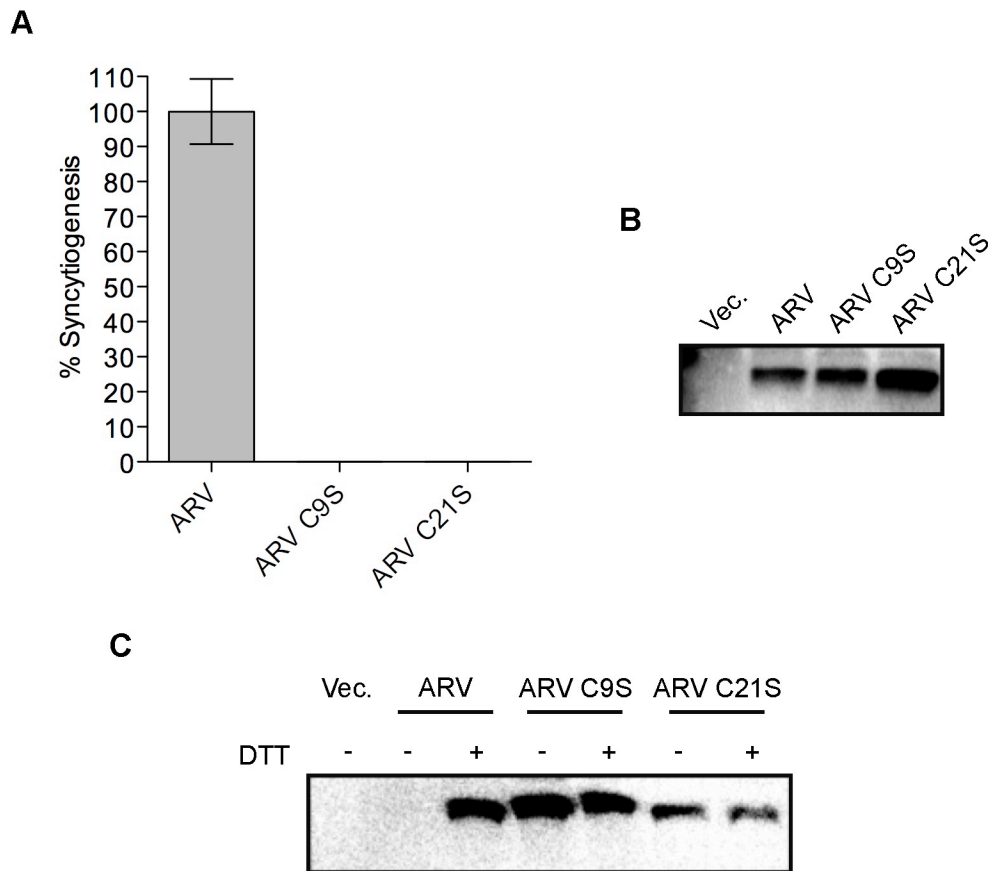 A
110
100
90
80
70
60
50
40
30
20
10
0
% Syncytiogenesis
ARV
ARV C9S
ARV C21S
B
Vec.
ARV
ARV C9S
ARV C21S
C
Vec. ARV ARV C9S ARV C21S
DTT - - + - + - +